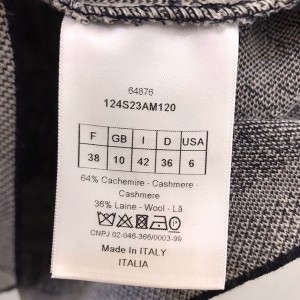 64876
124S23AM120
F GB I D USA
38 10 42 36 6
64% Cachemire - Cashmere -
Cashmere
36% Laine - Wool - Lã
CNPJ 02-046-366/0003-99
Made In ITALY
ITALIA